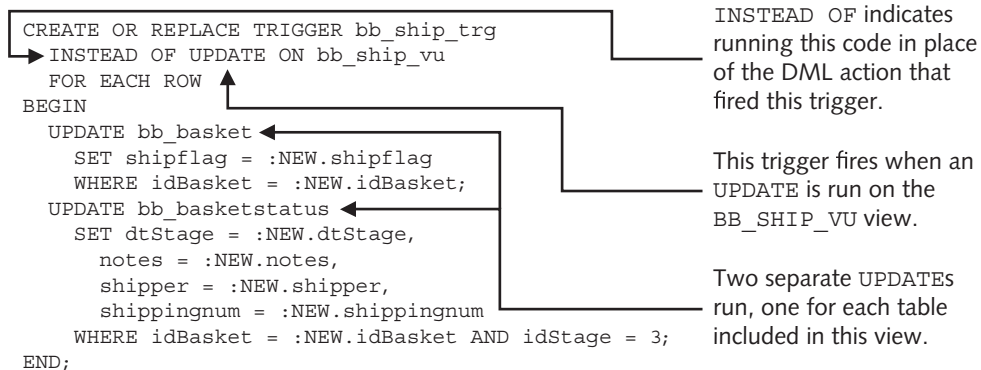 CREATE OR REPLACE TRIGGER bb_ship_trg
INSTEAD OF UPDATE ON bb_ship_vu
FOR EACH ROW
BEGIN
UPDATE bb_basket
SET shipflag = :NEW.shipflag
WHERE idBasket = :NEW.idBasket;
UPDATE bb_basketstatus
SET dtStage = :NEW.dtStage,
notes = :NEW.notes,
shipper = :NEW.shipper,
shippingnum = :NEW.shippingnum
WHERE idBasket = :NEW.idBasket AND idStage = 3;
END;
INSTEAD OF indicates
running this code in place
of the DML action that
fired this trigger.
This trigger fires when an
UPDATE is run on the
BB_SHIP_VU view.
Two separate UPDATEs
run, one for each table
included in this view.